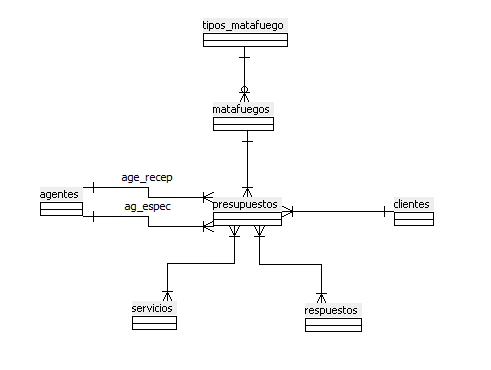 tipos_matafuego
matafuegos
age_recep
agentes
ag_espec
presupuestos
clientes
servicios
respuestos